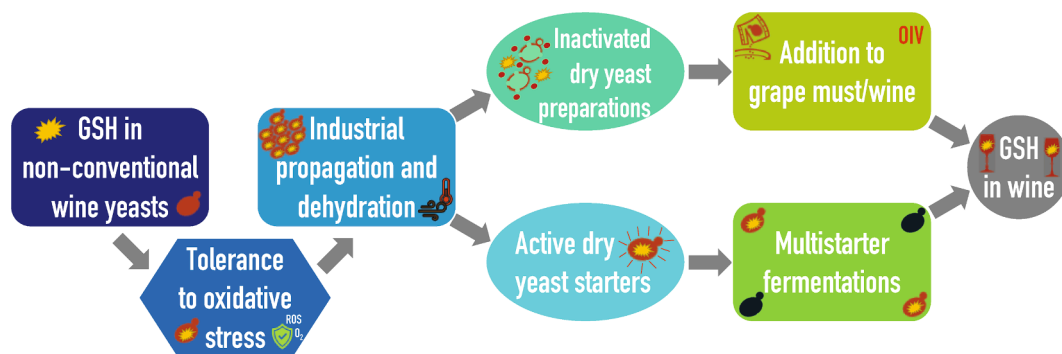 GSH in
non-conventional
wine yeasts
Tolerance
to oxidative
stress
ROS
O₂
Industrial
propagation and
dehydration
Inactivated
dry yeast
preparations
Active dry
yeast starters
OIV
Addition to
grape must/wine
Multistarter
fermentations
GSH
in wine